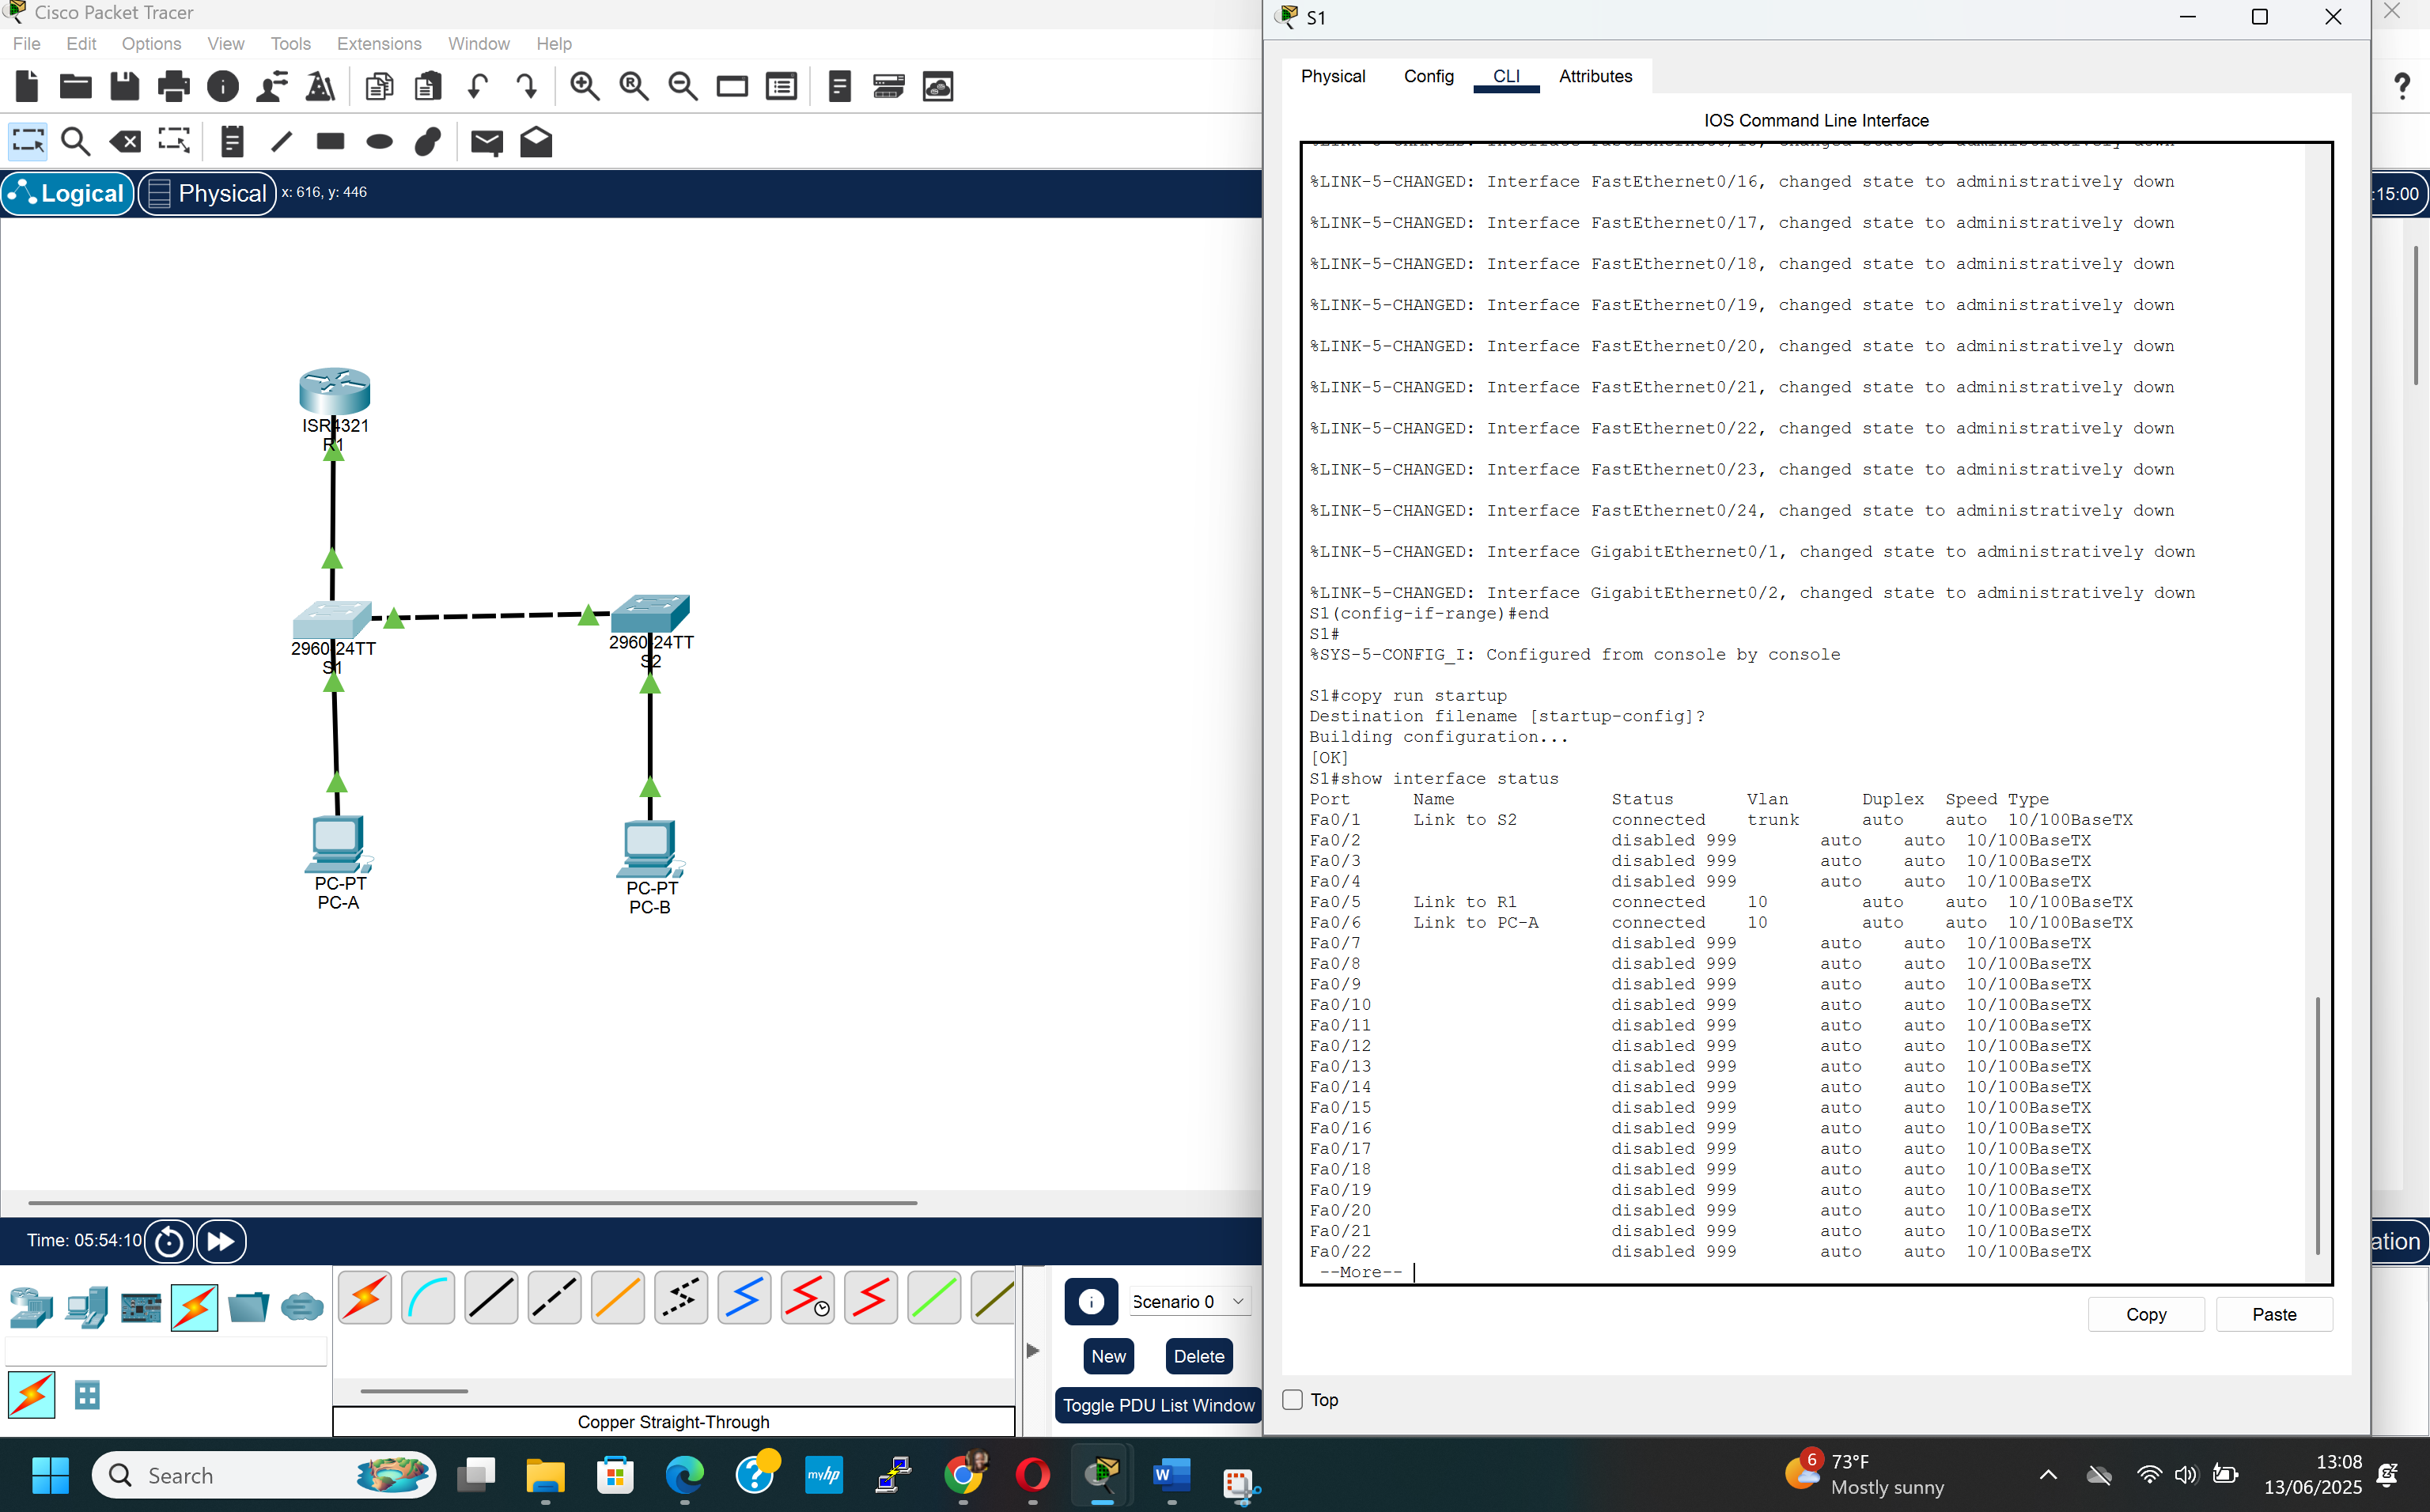 Cisco Packet Tracer
File Edit Options View Tools Extensions Window Help
Logical Physical x: 616, y: 446
ISR4321
R1
2960-24TT
S1
2960-24TT
S2
PC-PT
PC-A
PC-PT
PC-B
Time: 05:54:10
Scenario 0
New Delete
Toggle PDU List Window
Copper Straight-Through
S1
Physical Config CLI Attributes
IOS Command Line Interface
%LINK-5-CHANGED: Interface FastEthernet0/16, changed state to administratively down
%LINK-5-CHANGED: Interface FastEthernet0/17, changed state to administratively down
%LINK-5-CHANGED: Interface FastEthernet0/18, changed state to administratively down
%LINK-5-CHANGED: Interface FastEthernet0/19, changed state to administratively down
%LINK-5-CHANGED: Interface FastEthernet0/20, changed state to administratively down
%LINK-5-CHANGED: Interface FastEthernet0/21, changed state to administratively down
%LINK-5-CHANGED: Interface FastEthernet0/22, changed state to administratively down
%LINK-5-CHANGED: Interface FastEthernet0/23, changed state to administratively down
%LINK-5-CHANGED: Interface FastEthernet0/24, changed state to administratively down
%LINK-5-CHANGED: Interface GigabitEthernet0/1, changed state to administratively down
%LINK-5-CHANGED: Interface GigabitEthernet0/2, changed state to administratively down
S1(config-if-range)#end
S1#
%SYS-5-CONFIG_I: Configured from console by console
S1#copy run startup
Destination filename [startup-config]?
Building configuration...
[OK]
S1#show interface status
Port Name Status Vlan Duplex Speed Type
Fa0/1 Link to S2 connected trunk auto auto 10/100BaseTX
Fa0/2 disabled 999 auto auto 10/100BaseTX
Fa0/3 disabled 999 auto auto 10/100BaseTX
Fa0/4 disabled 999 auto auto 10/100BaseTX
Fa0/5 Link to R1 connected 10 auto auto 10/100BaseTX
Fa0/6 Link to PC-A connected 10 auto auto 10/100BaseTX
Fa0/7 disabled 999 auto auto 10/100BaseTX
Fa0/8 disabled 999 auto auto 10/100BaseTX
Fa0/9 disabled 999 auto auto 10/100BaseTX
Fa0/10 disabled 999 auto auto 10/100BaseTX
Fa0/11 disabled 999 auto auto 10/100BaseTX
Fa0/12 disabled 999 auto auto 10/100BaseTX
Fa0/13 disabled 999 auto auto 10/100BaseTX
Fa0/14 disabled 999 auto auto 10/100BaseTX
Fa0/15 disabled 999 auto auto 10/100BaseTX
Fa0/16 disabled 999 auto auto 10/100BaseTX
Fa0/17 disabled 999 auto auto 10/100BaseTX
Fa0/18 disabled 999 auto auto 10/100BaseTX
Fa0/19 disabled 999 auto auto 10/100BaseTX
Fa0/20 disabled 999 auto auto 10/100BaseTX
Fa0/21 disabled 999 auto auto 10/100BaseTX
Fa0/22 disabled 999 auto auto 10/100BaseTX
--More--
Copy Paste
Top
:15:00
ation
Search
myhp
6
73°F
Mostly sunny
13:08
13/06/2025